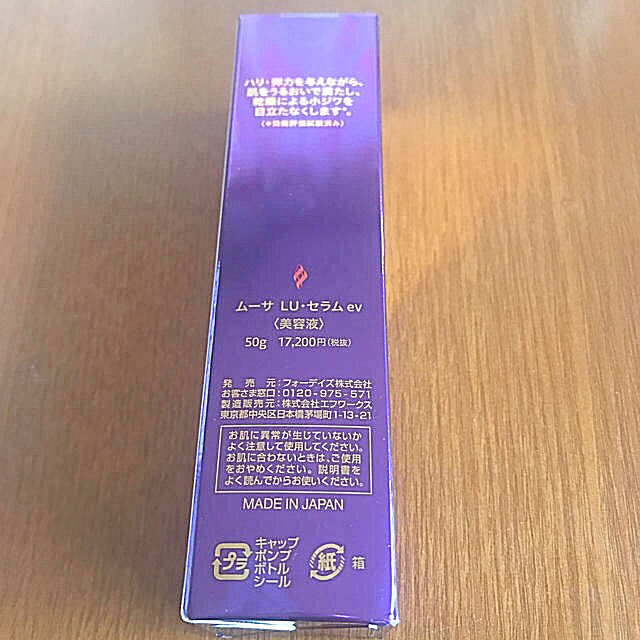 ハリ・弾力を与えながら、
肌をうるおいで満たし、
乾燥による小ジワを
目立たなくします*。
(*効能評価試験済み)
ムーサ LU・セラム ev
〈美容液〉
50g 17,200円(税抜)
発売元:フォーデイズ株式会社
お客さま窓口:0120-975-571
製造販売元:株式会社エフワークス
東京都中央区日本橋茅場町1-13-21
お肌に異常が生じていないか
よく注意して使用してください。
お肌に合わないときは、ご使用
をおやめください。説明書を
よく読んでからお使いください。
MADE IN JAPAN
プラ
キャップ
ポンプ
ボトル
シール
紙 箱